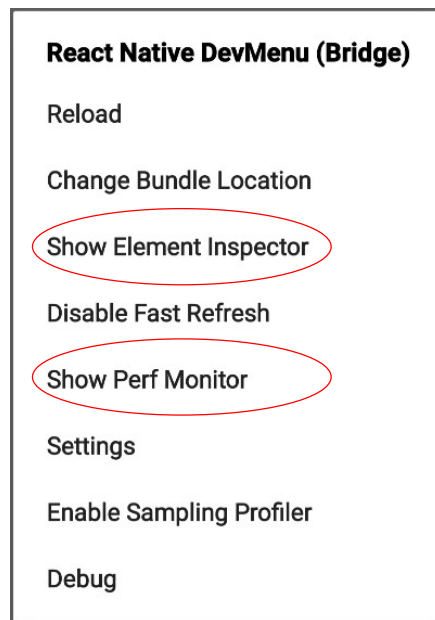 React Native DevMenu (Bridge)
Reload
Change Bundle Location
Show Element Inspector
Disable Fast Refresh
Show Perf Monitor
Settings
Enable Sampling Profiler
Debug